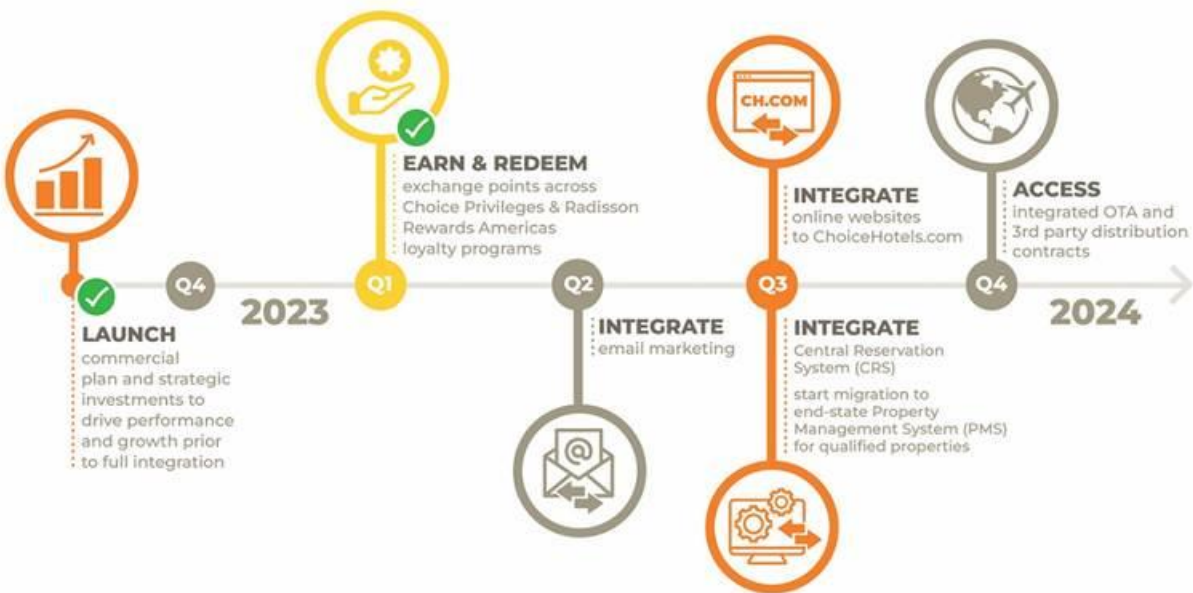 LAUNCH
commercial
plan and strategic
investments to
drive performance
and growth prior
to full integration
Q4
2023
Q1
EARN & REDEEM
exchange points across
Choice Privileges & Radisson
Rewards Americas
loyalty programs
Q2
INTEGRATE
email marketing
@
CH.COM
INTEGRATE
online websites
to ChoiceHotels.com
Q3
INTEGRATE
Central Reservation
System (CRS)
start migration to
end-state Property
Management System (PMS)
for qualified properties
ACCESS
integrated OTA and
3rd party distribution
contracts
Q4
2024